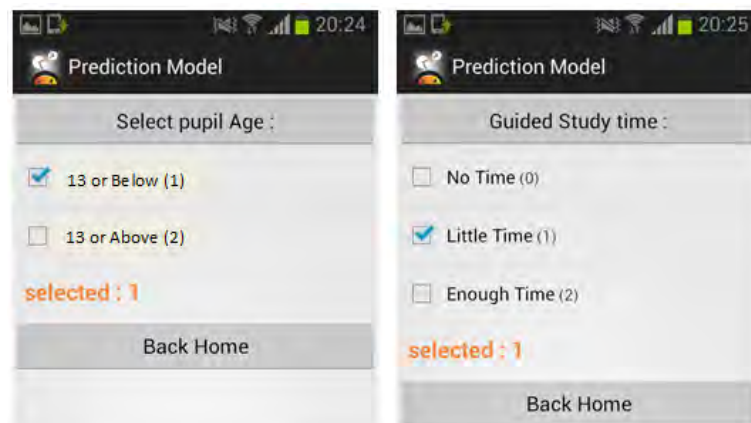 20:24
Prediction Model
Select pupil Age :
13 or Below (1)
13 or Above (2)
selected : 1
Back Home
20:25
Prediction Model
Guided Study time :
No Time (0)
Little Time (1)
Enough Time (2)
selected : 1
Back Home